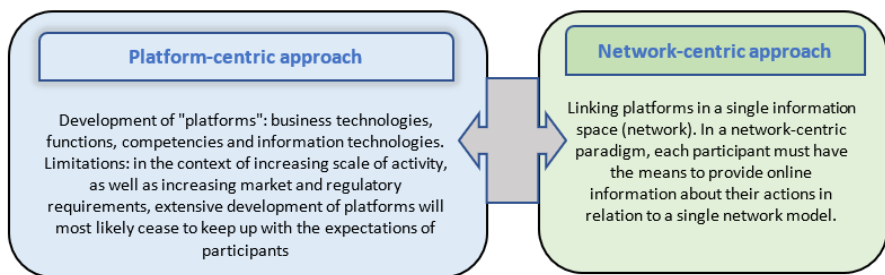 Platform-centric approach
Development of "platforms": business technologies,
functions, competencies and information technologies.
Limitations: in the context of increasing scale of activity,
as well as increasing market and regulatory
requirements, extensive development of platforms will
most likely cease to keep up with the expectations of
participants
Network-centric approach
Linking platforms in a single information
space (network). In a network-centric
paradigm, each participant must have
the means to provide online
information about their actions in
relation to a single network model.